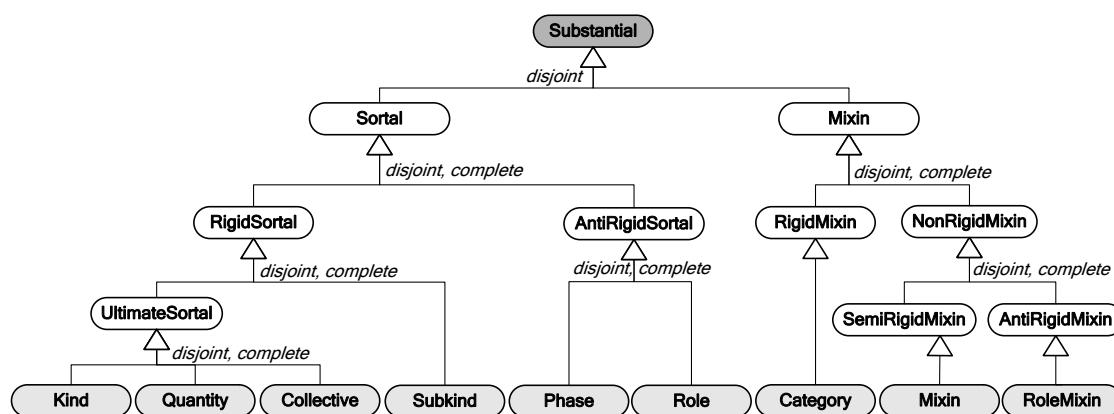 Substantial
disjoint
Sortal
Mixin
disjoint, complete
disjoint, complete
RigidSortal
AntiRigidSortal
RigidMixin
NonRigidMixin
disjoint, complete
disjoint, complete
disjoint, complete
UltimateSortal
SemiRigidMixin
AntiRigidMixin
disjoint, complete
Kind
Quantity
Collective
Subkind
Phase
Role
Category
Mixin
RoleMixin